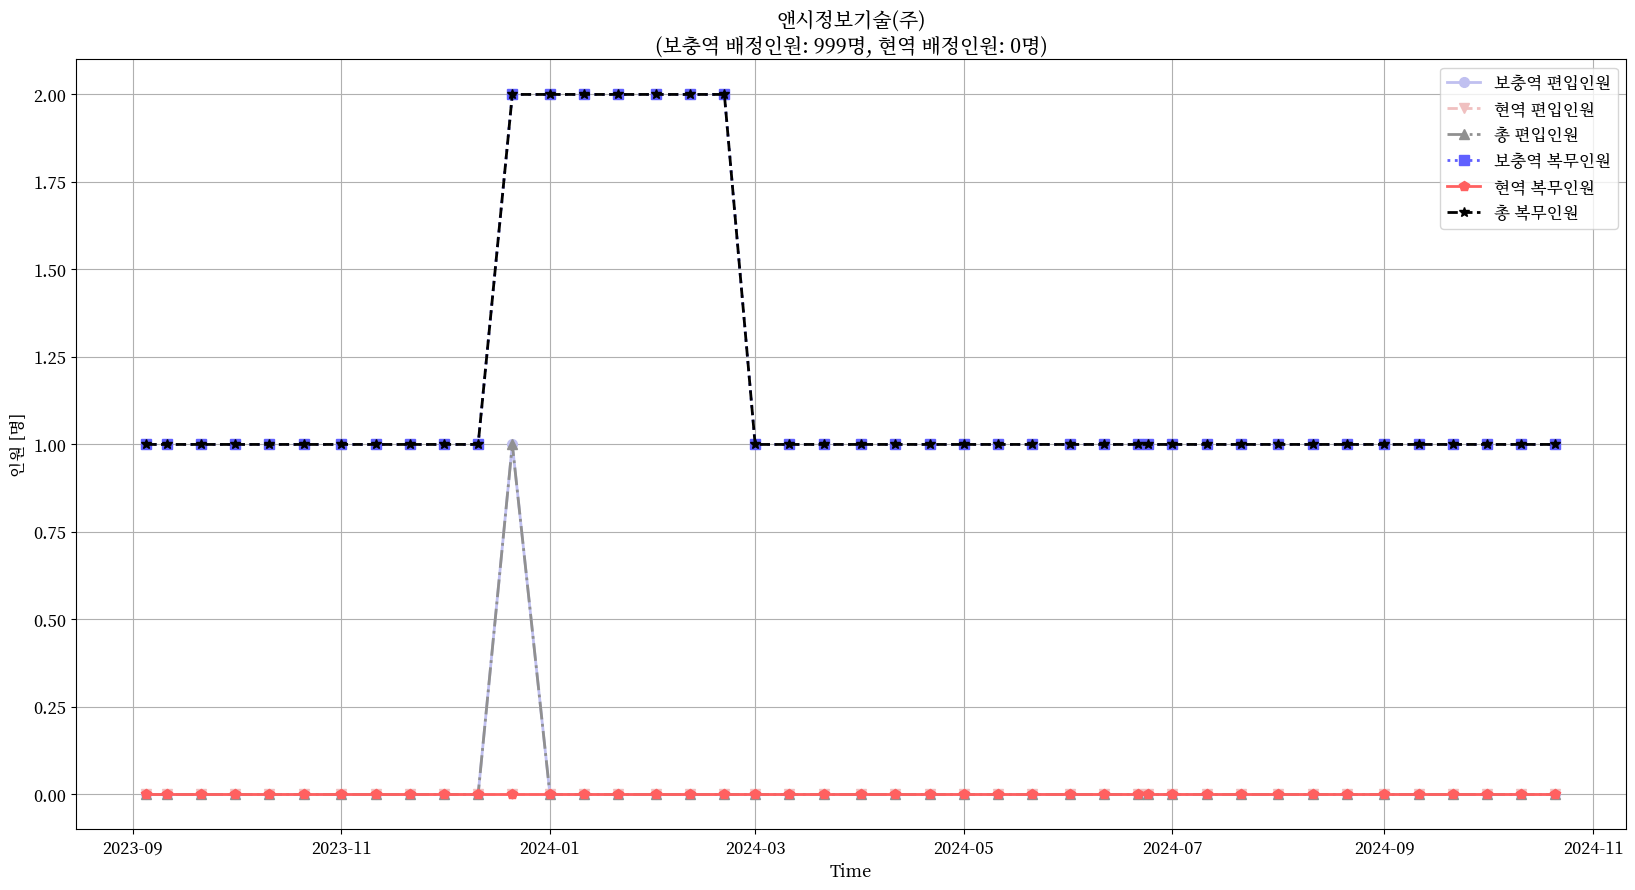 앤시정보기술(주)
(보충역 배정인원: 999명, 현역 배정인원: 0명)
보충역 편입인원
현역 편입인원
총 편입인원
보충역 복무인원
현역 복무인원
총 복무인원
2.00
1.75
1.50
1.25
1.00
0.75
0.50
0.25
0.00
인원 [명]
2023-09 2023-11 2024-01 2024-03 2024-05 2024-07 2024-09 2024-11
Time